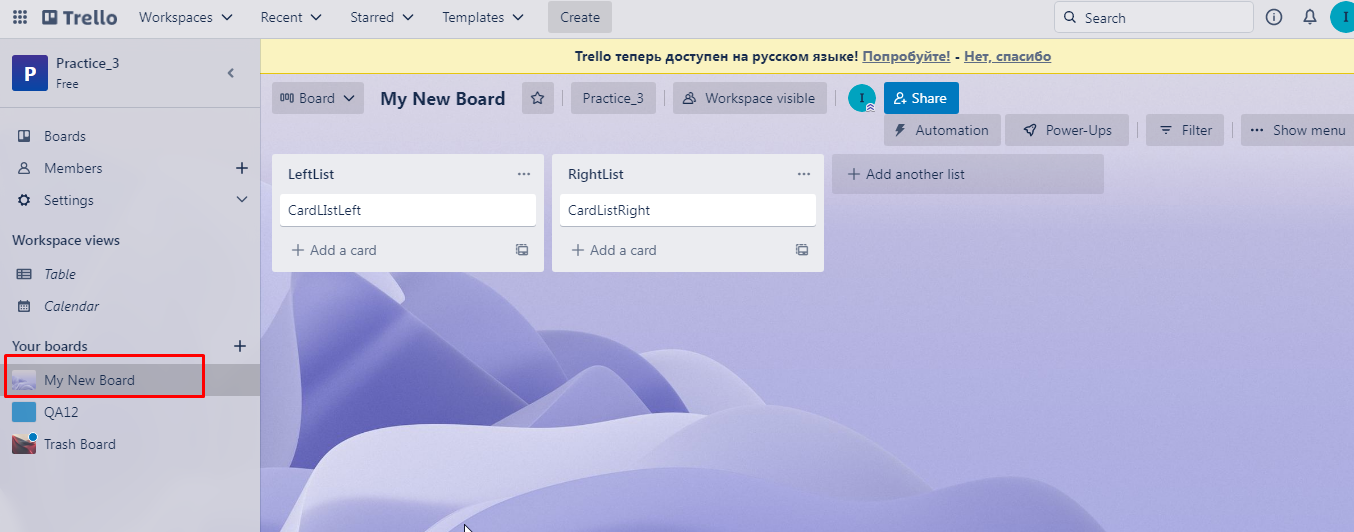 Trello Workspaces Recent Starred Templates Create Search I
P Practice_3
Free
Trello теперь доступен на русском языке! Попробуйте! - Нет, спасибо
Board My New Board Practice_3 Workspace visible I Share
Automation Power-Ups Filter Show menu
Boards
Members
Settings
Workspace views
Table
Calendar
Your boards
My New Board
QA12
Trash Board
LeftList
CardLIstLeft
Add a card
RightList
CardListRight
Add a card
Add another list